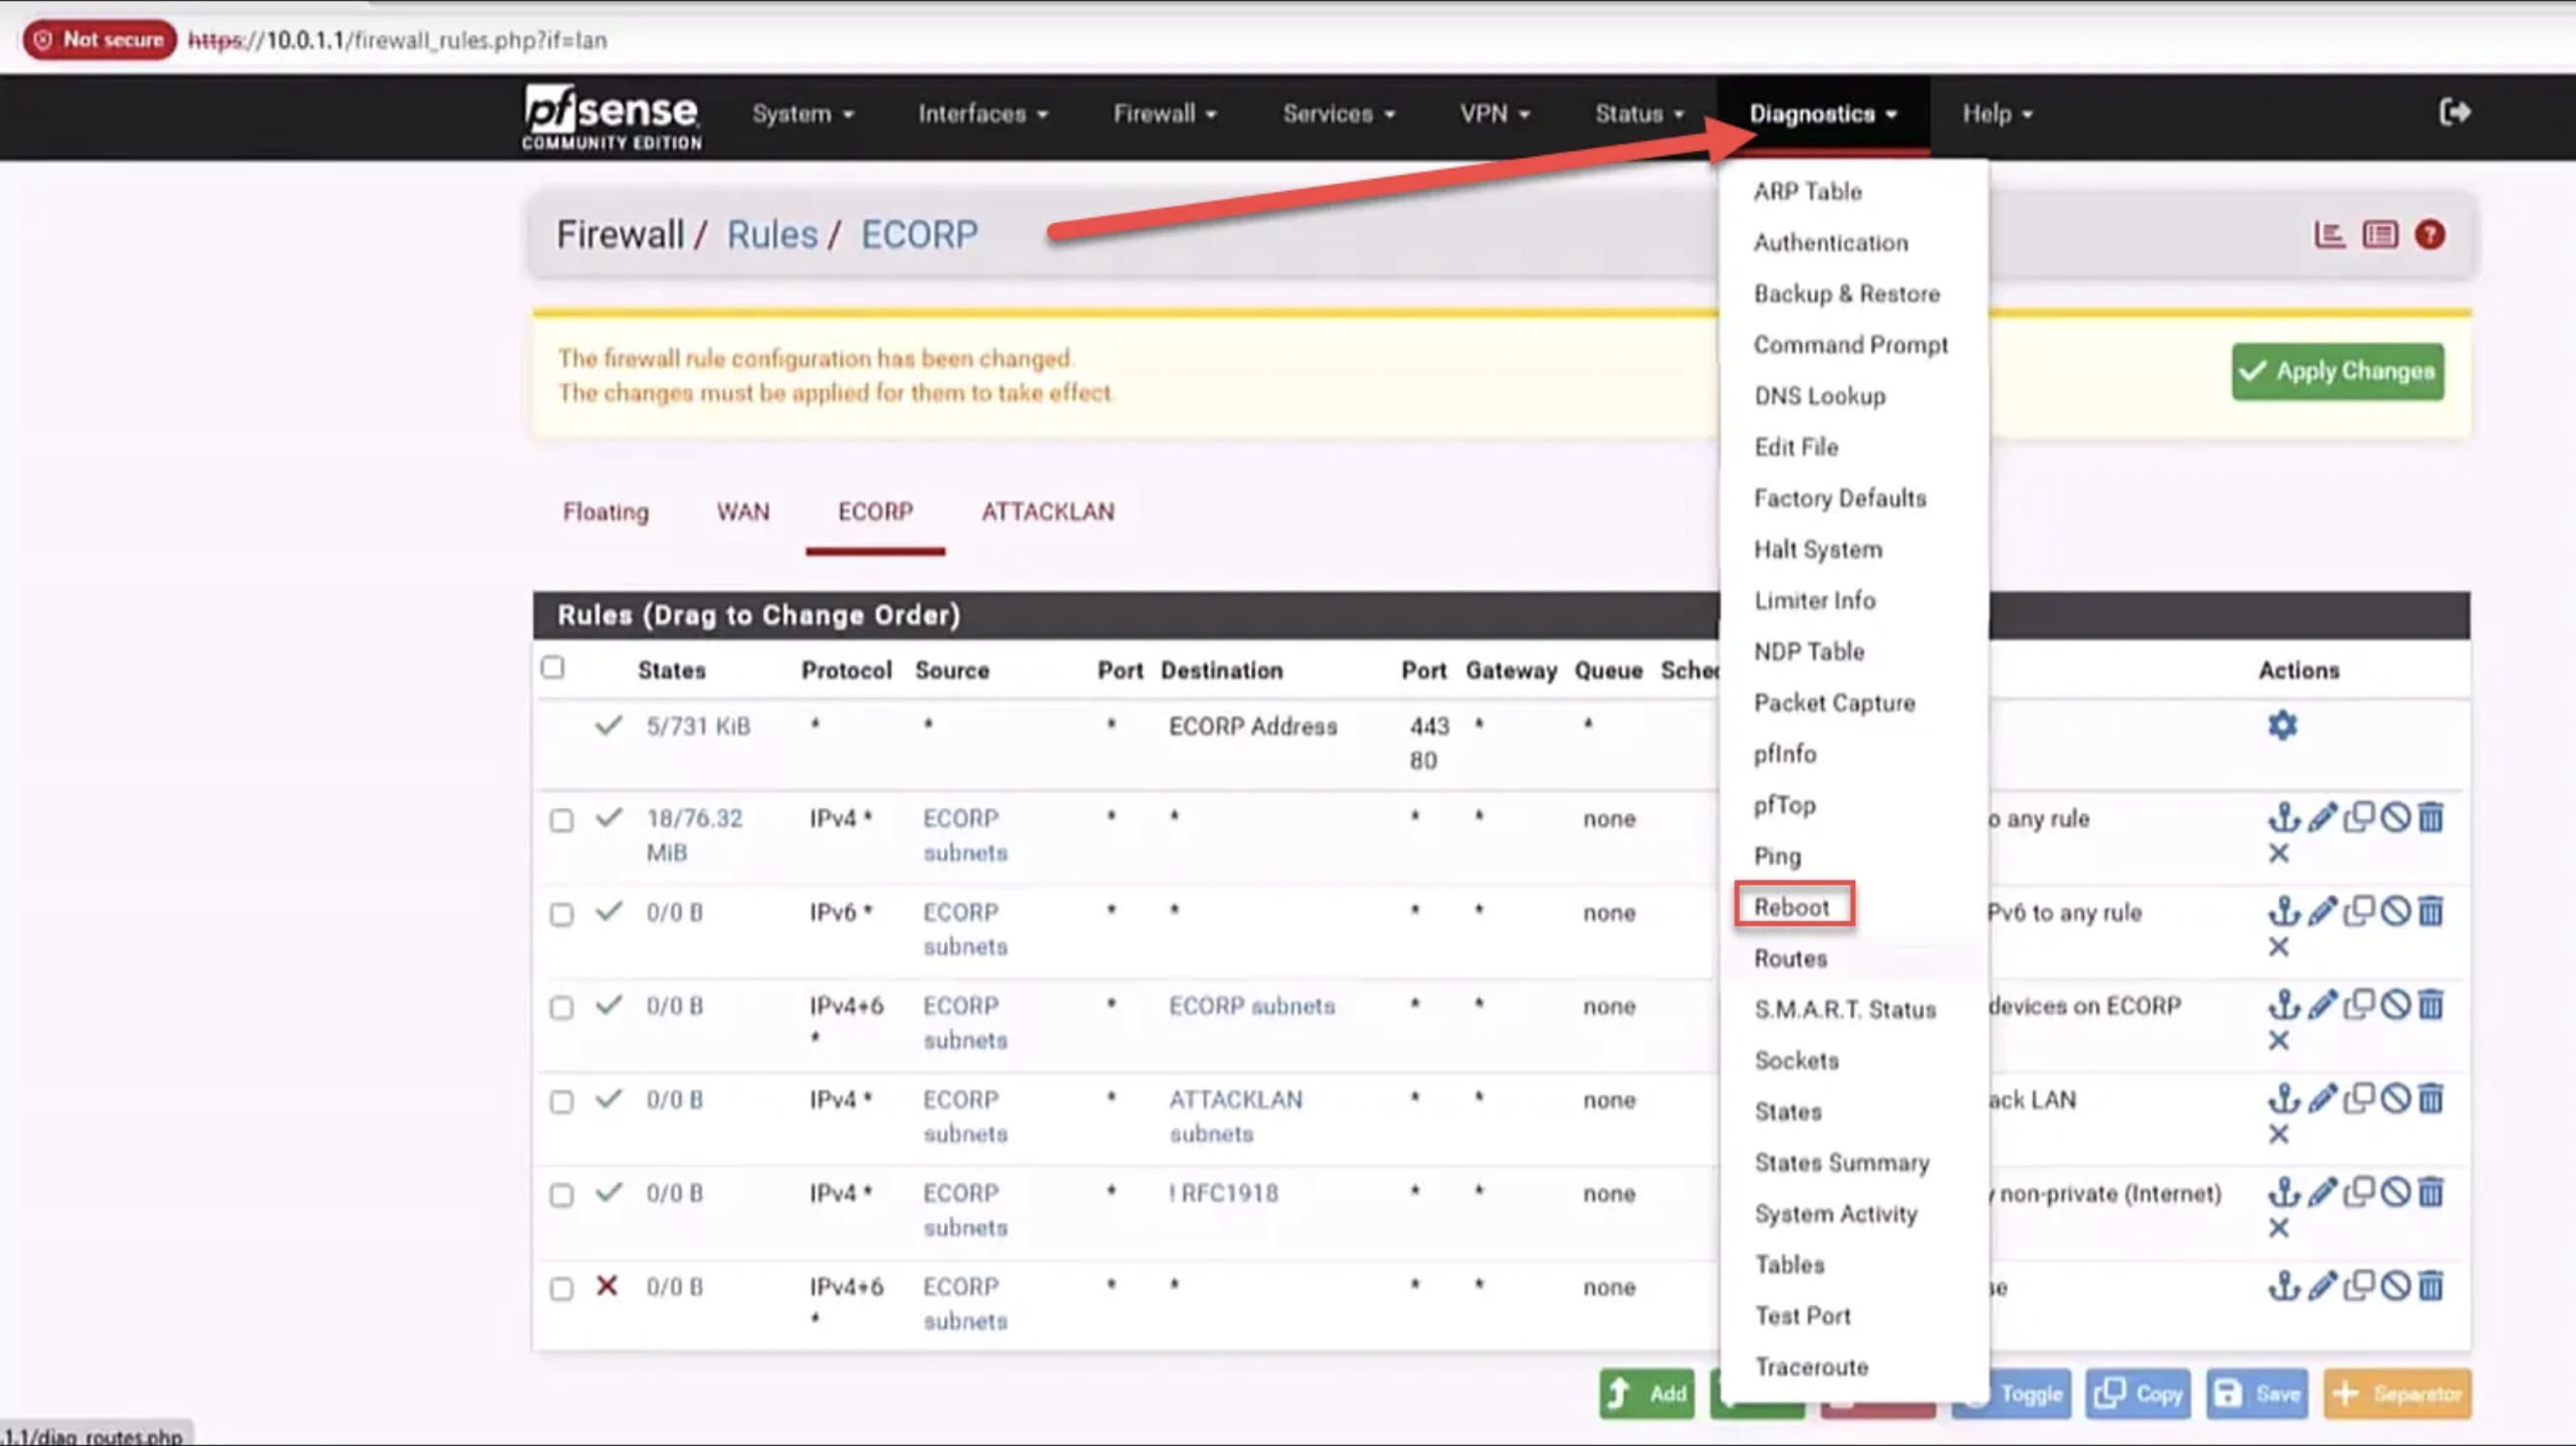 Not secure https://10.0.1.1/firewall_rules.php?if=lan
pfsense
COMMUNITY EDITION
System Interfaces Firewall Services VPN Status Diagnostics Help
Firewall / Rules / ECORP
The firewall rule configuration has been changed.
The changes must be applied for them to take effect.
Apply Changes
Floating WAN ECORP ATTACKLAN
ARP Table
Authentication
Backup & Restore
Command Prompt
DNS Lookup
Edit File
Factory Defaults
Halt System
Limiter Info
NDP Table
Packet Capture
pfInfo
pfTop
Ping
Reboot
Routes
S.M.A.R.T. Status
Sockets
States
States Summary
System Activity
Tables
Test Port
Traceroute
Rules (Drag to Change Order)
States Protocol Source Port Destination Port Gateway Queue Sched Actions
5/731 KiB * * * ECORP Address 443 * *
80
18/76.32 IPv4 * ECORP * * * * none o any rule
MiB subnets
0/0 B IPv6 * ECORP * * * * none Pv6 to any rule
subnets
0/0 B IPv4+6 ECORP * ECORP subnets * * none devices on ECORP
* subnets
0/0 B IPv4 * ECORP * ATTACKLAN * * none ack LAN
subnets subnets
0/0 B IPv4 * ECORP * ! RFC1918 * * none non-private (Internet)
subnets
0/0 B IPv4+6 ECORP * * * * none se
* subnets
Add Toggle Copy Save Separator
.1.1/diag_routes.php